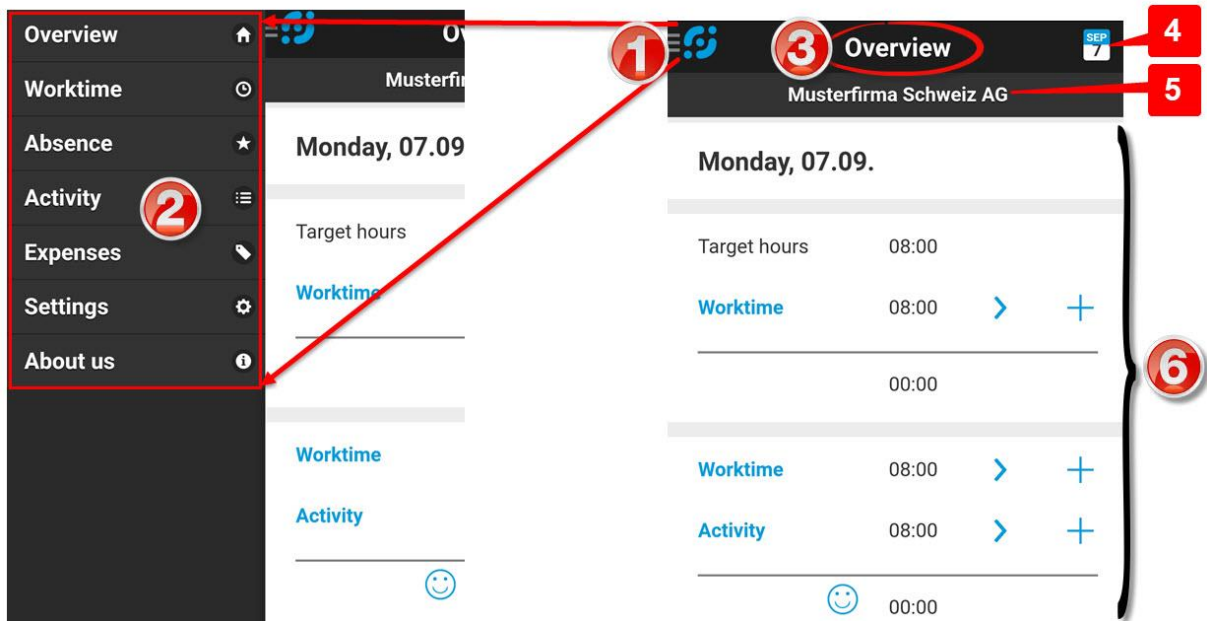 Overview
Worktime
Absence
Activity
2
Expenses
Settings
About us
Musterfi
Monday, 07.09
Target hours
Worktime
Worktime
Activity
1
3
Overview
SEP
7
4
Musterfirma Schweiz AG
5
Monday, 07.09.
Target hours 08:00
Worktime 08:00
00:00
6
Worktime 08:00
Activity 08:00
00:00